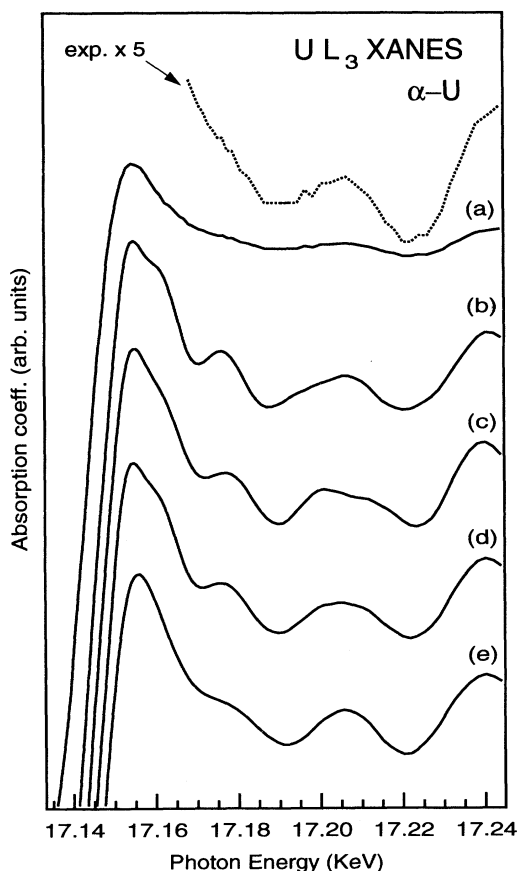 exp. x 5
U L3 XANES
α–U
(a)
(b)
(c)
(d)
(e)
Absorption coeff. (arb. units)
17.14 17.16 17.18 17.20 17.22 17.24
Photon Energy (KeV)